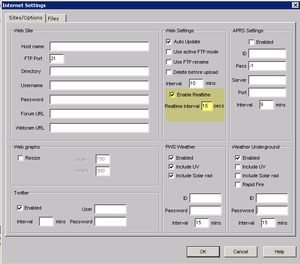 Internet Settings
Sites/Options
Files
Web Site
Host name
FTP Port 21
Directory
Username
Password
Forum URL
Webcam URL
Web Settings
Auto Update
Use active FTP mode
Use FTP rename
Delete before upload
Interval 10 mins
Enable Realtime
Realtime interval 15 secs
APRS Settings
Enabled
ID
Pass -1
Server
Port
Interval 9 mins
Web graphs
Resize
Width 750
Height 300
Twitter
Enabled
User
Interval mins Password
PWS Weather
Enabled
Include UV
Include Solar rad
ID
Password
Interval 15 mins
Weather Underground
Enabled
Include UV
Include Solar rad
Rapid Fire
ID
Password
Interval 15 mins
OK
Cancel
Help